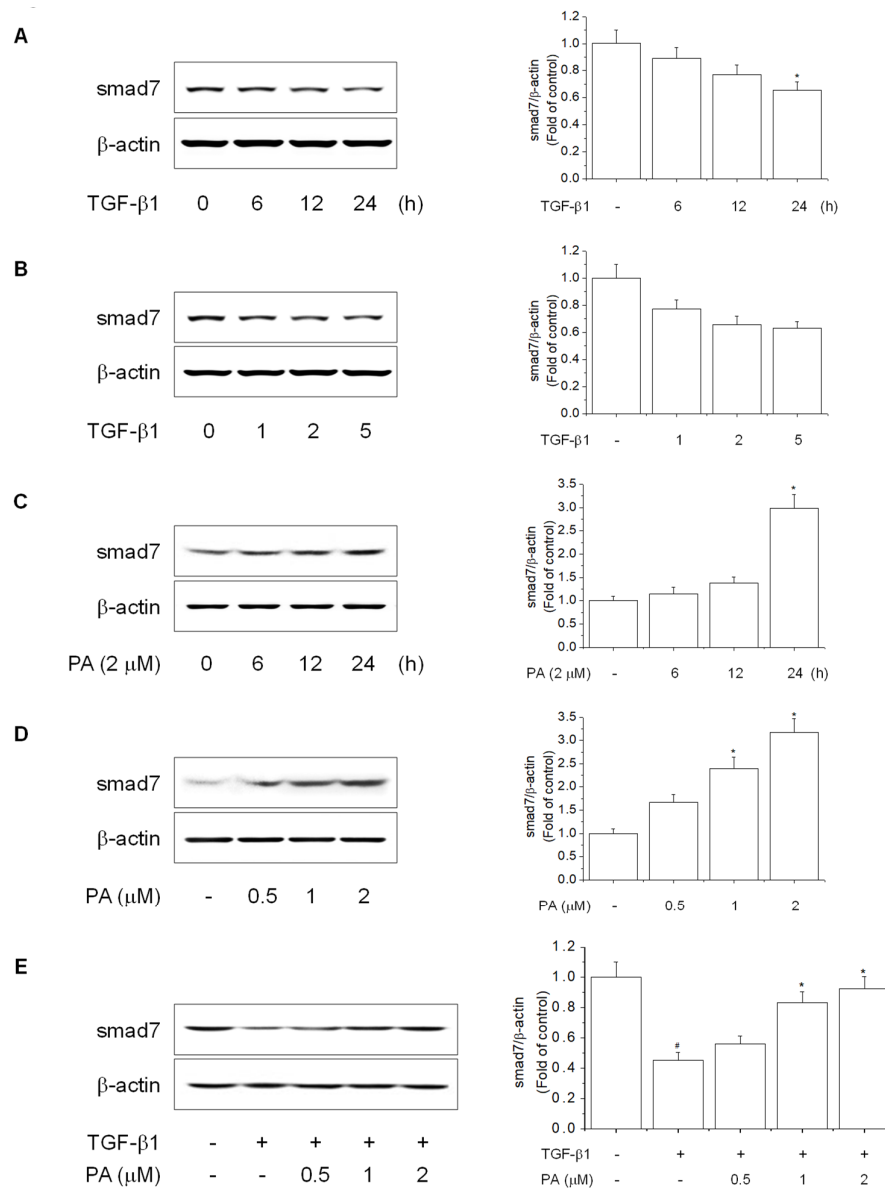 A
smad7
β-actin
TGF-β1 0 6 12 24 (h)
smad7/β-actin
(Fold of control)
1.2
1.0
0.8
0.6
0.4
0.2
0.0
*
TGF-β1 - 6 12 24 (h)
B
smad7
β-actin
TGF-β1 0 1 2 5
smad7/β-actin
(Fold of control)
1.2
1.0
0.8
0.6
0.4
0.2
0.0
TGF-β1 - 1 2 5
C
smad7
β-actin
PA (2 μM) 0 6 12 24 (h)
smad7/β-actin
(Fold of control)
3.5
3.0
2.5
2.0
1.5
1.0
0.5
0.0
*
PA (2 μM) - 6 12 24 (h)
D
smad7
β-actin
PA (μM) - 0.5 1 2
smad7/β-actin
(Fold of control)
3.5
3.0
2.5
2.0
1.5
1.0
0.5
0.0
* *
PA (μM) - 0.5 1 2
E
smad7
β-actin
TGF-β1 - + + + +
PA (μM) - - 0.5 1 2
smad7/β-actin
(Fold of control)
1.2
1.0
0.8
0.6
0.4
0.2
0.0
# * *
TGF-β1 - + + + +
PA (μM) - - 0.5 1 2